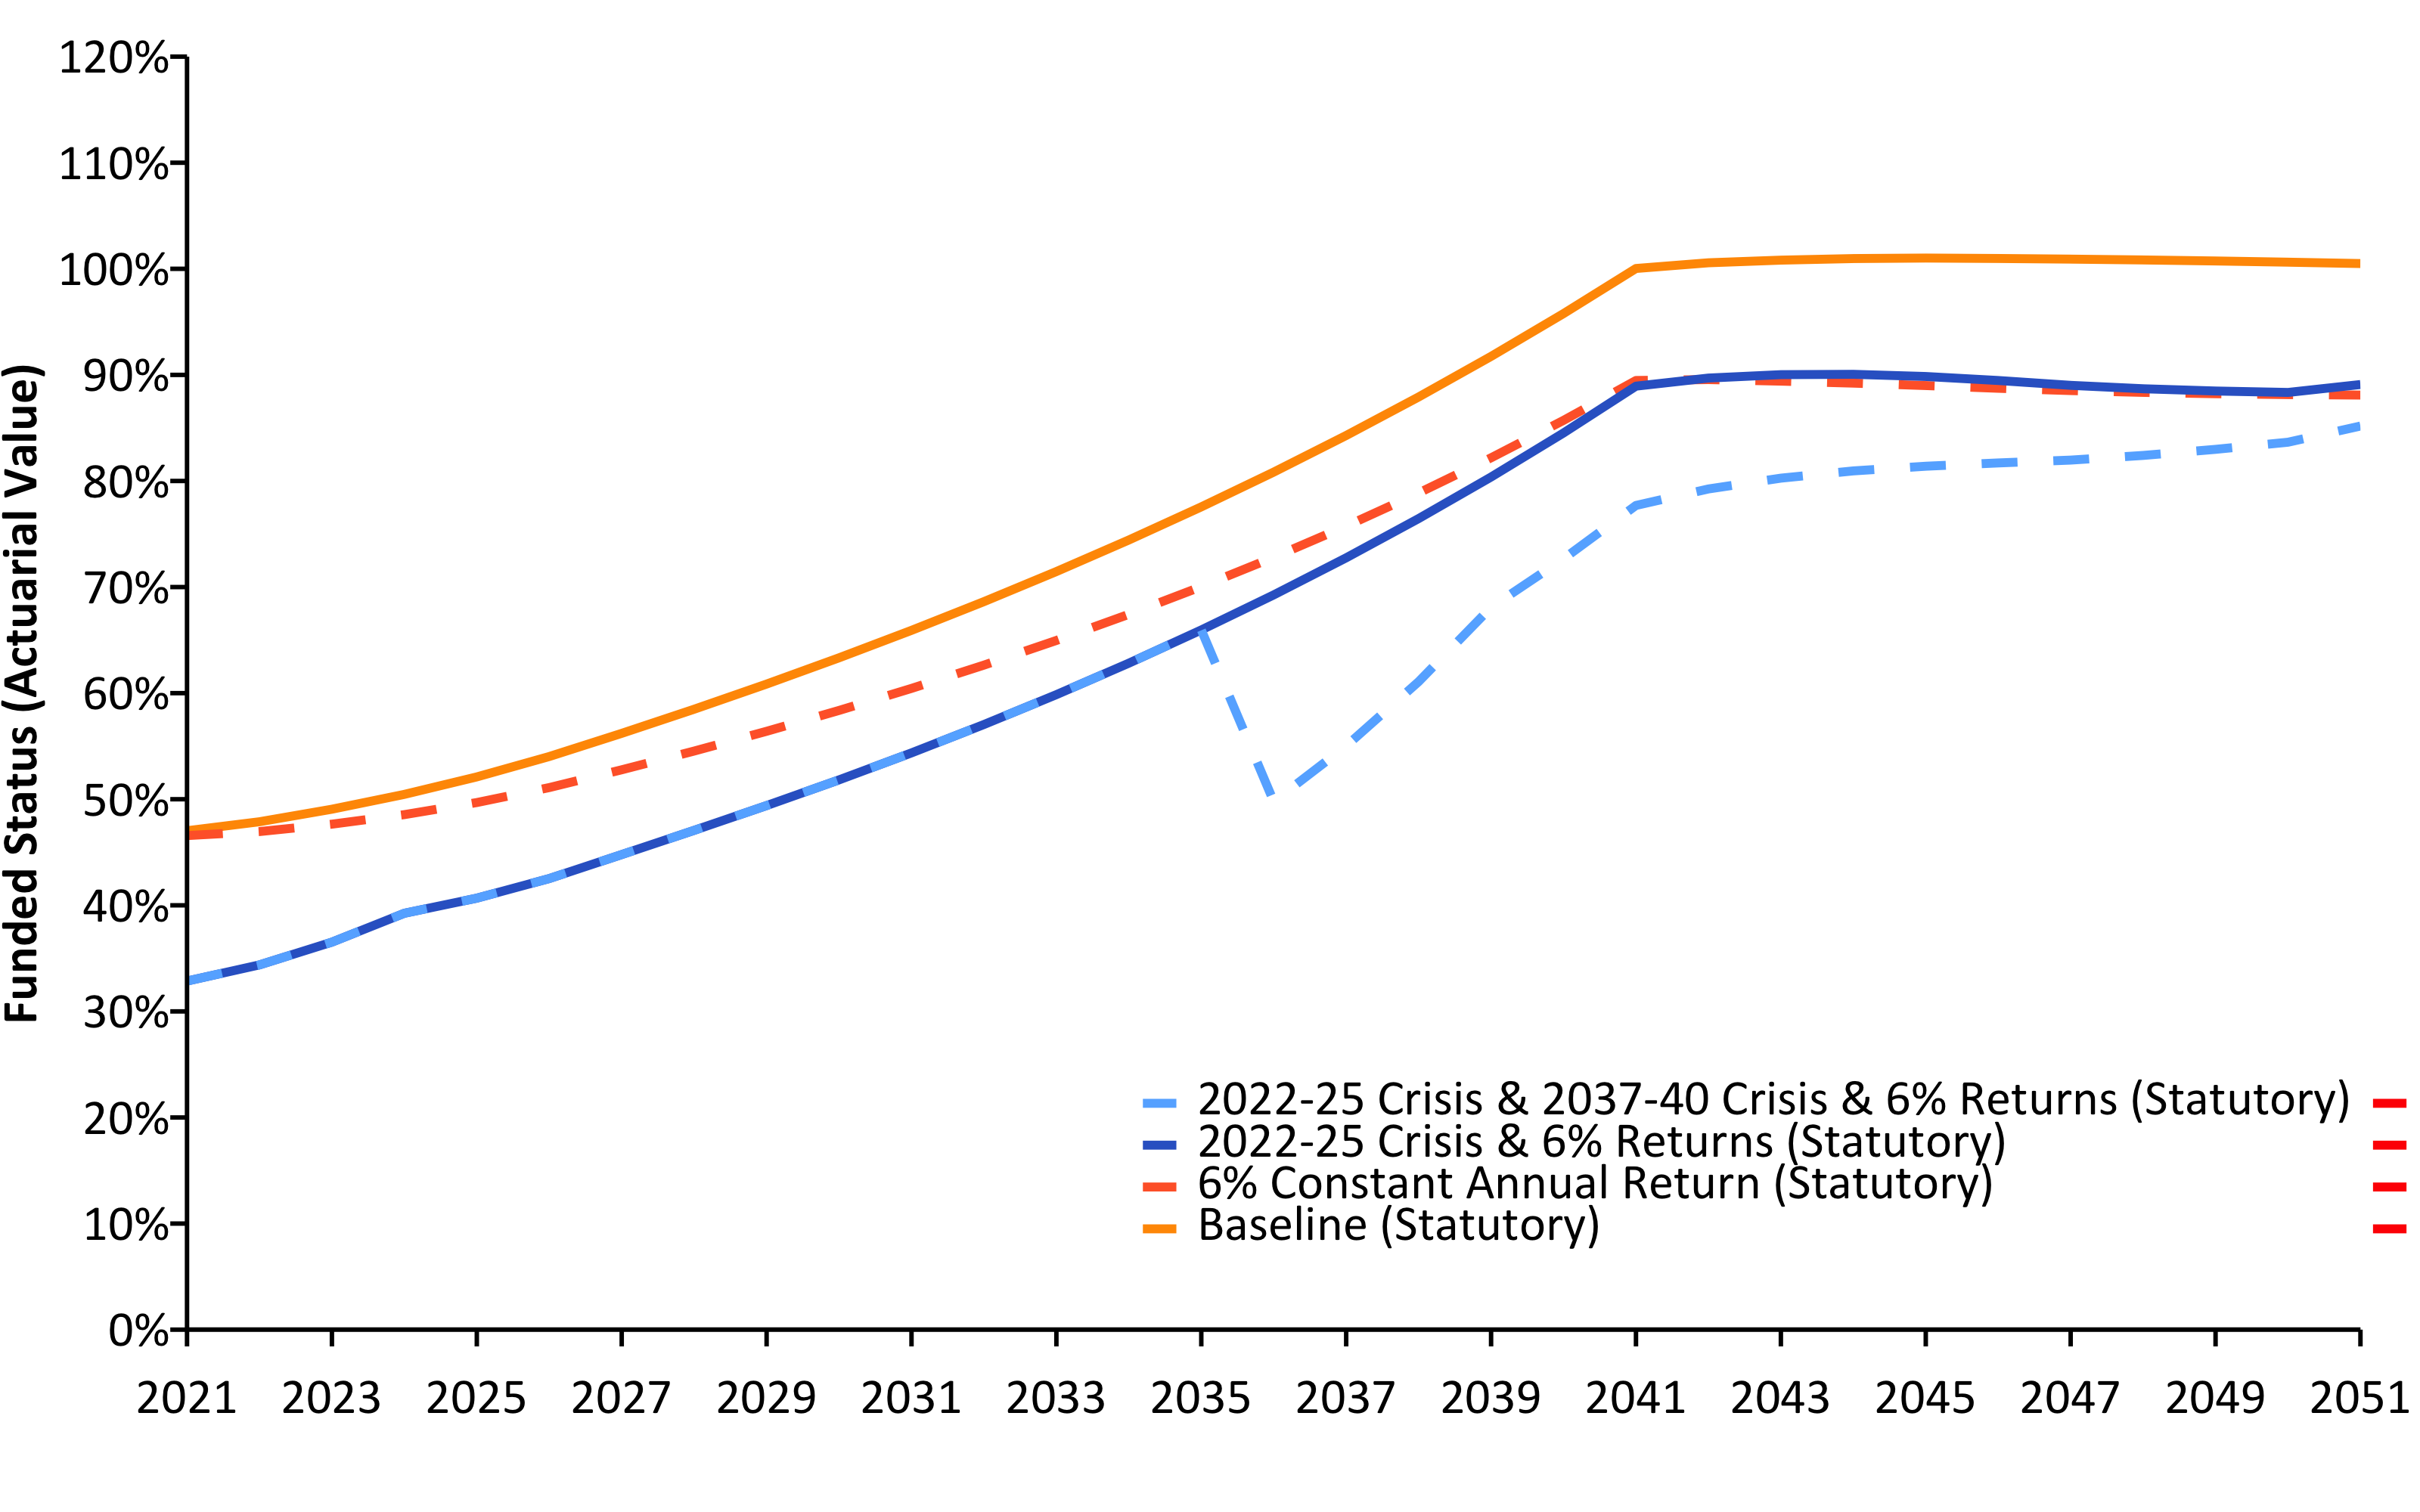 120%
110%
100%
90%
80%
70%
60%
50%
40%
30%
20%
10%
0%
Funded Status (Actuarial Value)
2022-25 Crisis & 2037-40 Crisis & 6% Returns (Statutory)
2022-25 Crisis & 6% Returns (Statutory)
6% Constant Annual Return (Statutory)
Baseline (Statutory)
2021 2023 2025 2027 2029 2031 2033 2035 2037 2039 2041 2043 2045 2047 2049 2051